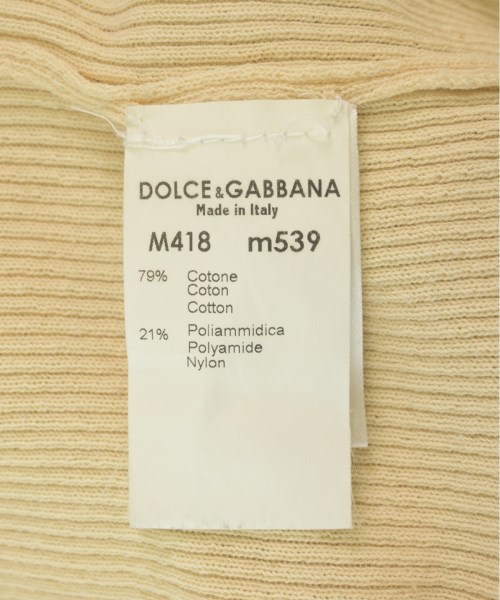 DOLCE&GABBANA
Made in Italy
M418 m539
79% Cotone
Coton
Cotton
21% Poliammidica
Polyamide
Nylon